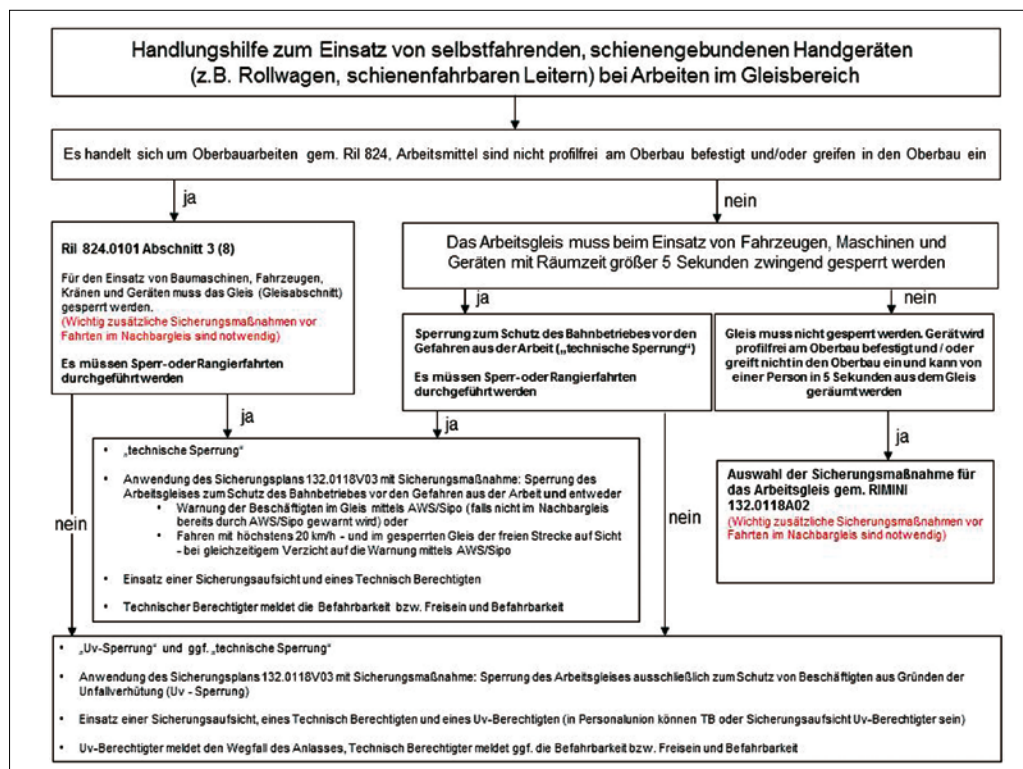 Handlungshilfe zum Einsatz von selbstfahrenden, schienengebundenen Handgeräten
(z.B. Rollwagen, schienenfahrbaren Leitern) bei Arbeiten im Gleisbereich
Es handelt sich um Oberbauarbeiten gem. Ril 824, Arbeitsmittel sind nicht profilfrei am Oberbau befestigt und/oder greifen in den Oberbau ein
ja
nein
Ril 824.0101 Abschnitt 3 (8)
Für den Einsatz von Baumaschinen, Fahrzeugen,
Kränen und Geräten muss das Gleis (Gleisabschnitt)
gesperrt werden.
(Wichtig zusätzliche Sicherungsmaßnahmen vor
Fahrten im Nachbargleis sind notwendig)
Es müssen Sperr-oder Rangierfahrten
durchgeführt werden
Das Arbeitsgleis muss beim Einsatz von Fahrzeugen, Maschinen und
Geräten mit Räumzeit größer 5 Sekunden zwingend gesperrt werden
ja
nein
Sperrung zum Schutz des Bahnbetriebes vor den
Gefahren aus der Arbeit („technische Sperrung“)
Es müssen Sperr-oder Rangierfahrten
durchgeführt werden
Gleis muss nicht gesperrt werden. Gerät wird
profilfrei am Oberbau befestigt und / oder
greift nicht in den Oberbau ein und kann von
einer Person in 5 Sekunden aus dem Gleis
geräumt werden
ja
ja
ja
nein
nein
• „technische Sperrung“
• Anwendung des Sicherungsplans 132.0118V03 mit Sicherungsmaßnahme: Sperrung des
Arbeitsgleises zum Schutz des Bahnbetriebes vor den Gefahren aus der Arbeit und entweder
• Warnung der Beschäftigten im Gleis mittels AWS/Sipo (falls nicht im Nachbargleis
bereits durch AWS/Sipo gewarnt wird) oder
• Fahren mit höchstens 20 km/h - und im gesperrten Gleis der freien Strecke auf Sicht
- bei gleichzeitigem Verzicht auf die Warnung mittels AWS/Sipo
• Einsatz einer Sicherungsaufsicht und eines Technisch Berechtigten
• Technischer Berechtigter meldet die Befahrbarkeit bzw. Freisein und Befahrbarkeit
Auswahl der Sicherungsmaßnahme für
das Arbeitsgleis gem. RIMINI
132.0118A02
(Wichtig zusätzliche Sicherungsmaßnahmen vor
Fahrten im Nachbargleis sind notwendig)
• „Uv-Sperrung“ und ggf. „technische Sperrung“
• Anwendung des Sicherungsplans 132.0118V03 mit Sicherungsmaßnahme: Sperrung des Arbeitsgleises ausschließlich zum Schutz von Beschäftigten aus Gründen der
Unfallverhütung (Uv - Sperrung)
• Einsatz einer Sicherungsaufsicht, eines Technisch Berechtigten und eines Uv-Berechtigten (in Personalunion können TB oder Sicherungsaufsicht Uv-Berechtigter sein)
• Uv-Berechtigter meldet den Wegfall des Anlasses, Technisch Berechtigter meldet ggf. die Befahrbarkeit bzw. Freisein und Befahrbarkeit